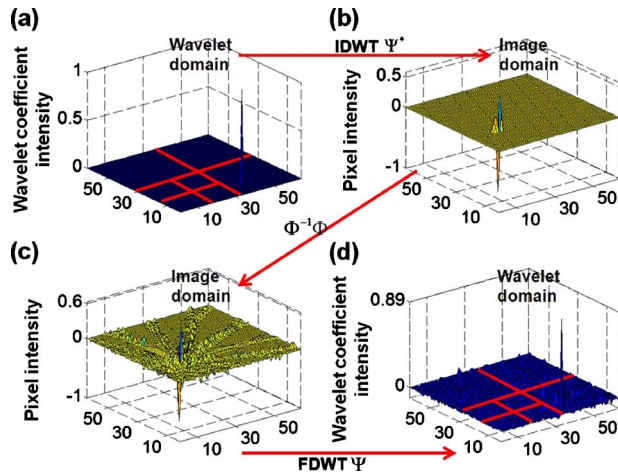 (a)
Wavelet
domain
Wavelet coefficient
intensity
1
0.5
0
50
30
10
10
30
50
IDWT Ψ*
(b)
Image
domain
Pixel intensity
0.5
0
-1
50
30
10
10
30
50
Φ⁻¹Φ
(c)
Image
domain
Pixel intensity
0.6
0
-1
50
30
10
10
30
50
(d)
Wavelet
domain
Wavelet coefficient
intensity
0.89
0
50
30
10
10
30
50
FDWT Ψ